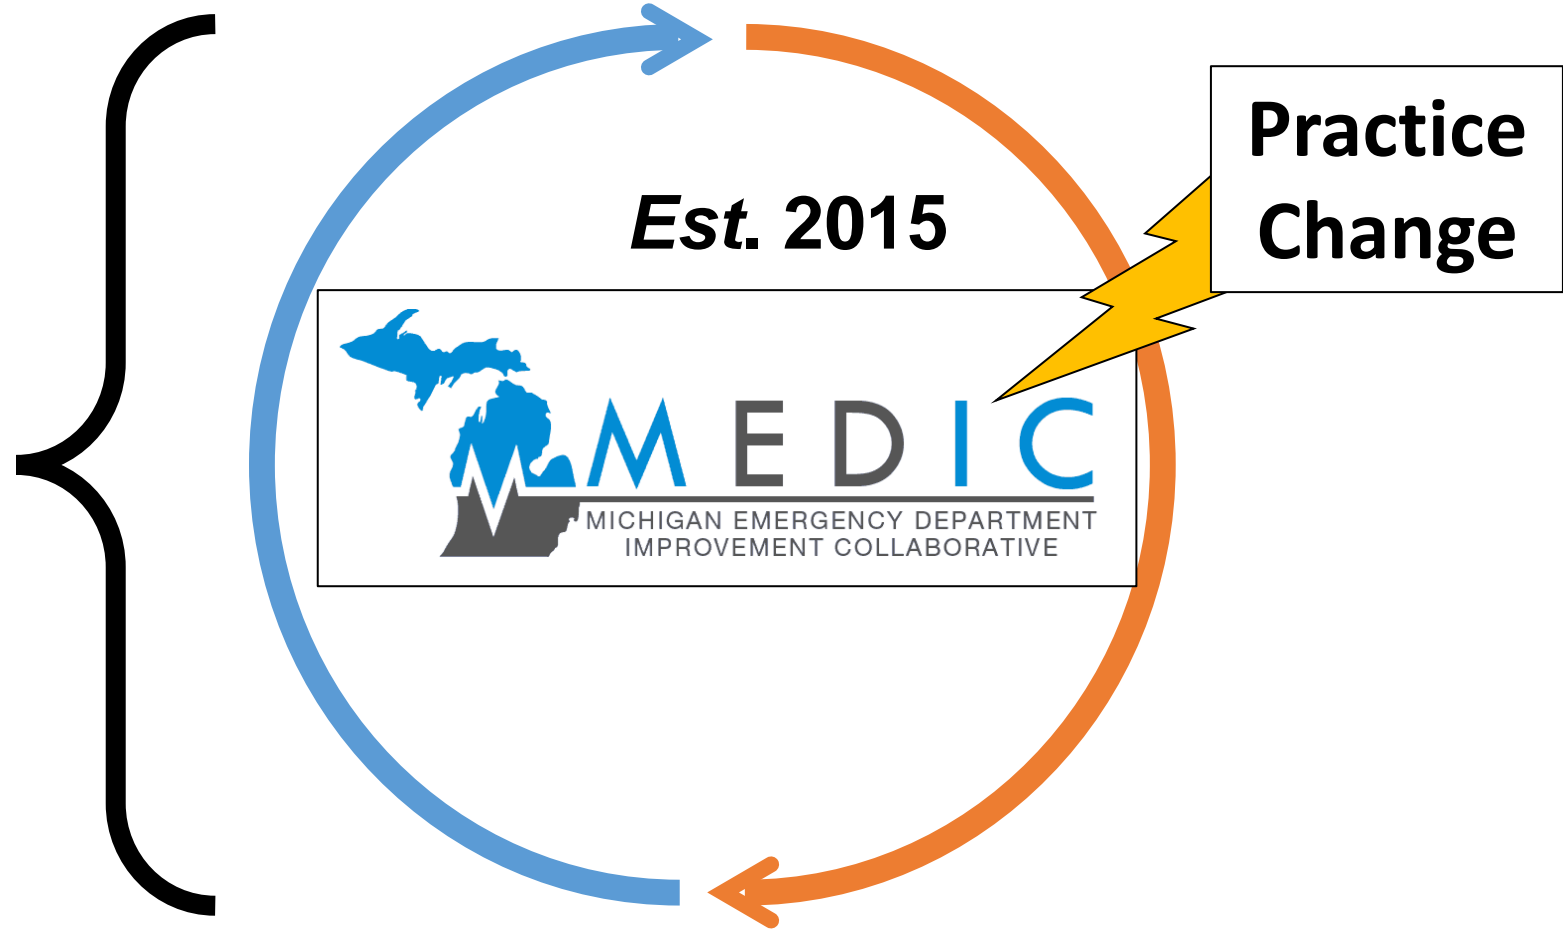 Practice
Change
Est. 2015
MEDIC
MICHIGAN EMERGENCY DEPARTMENT
IMPROVEMENT COLLABORATIVE